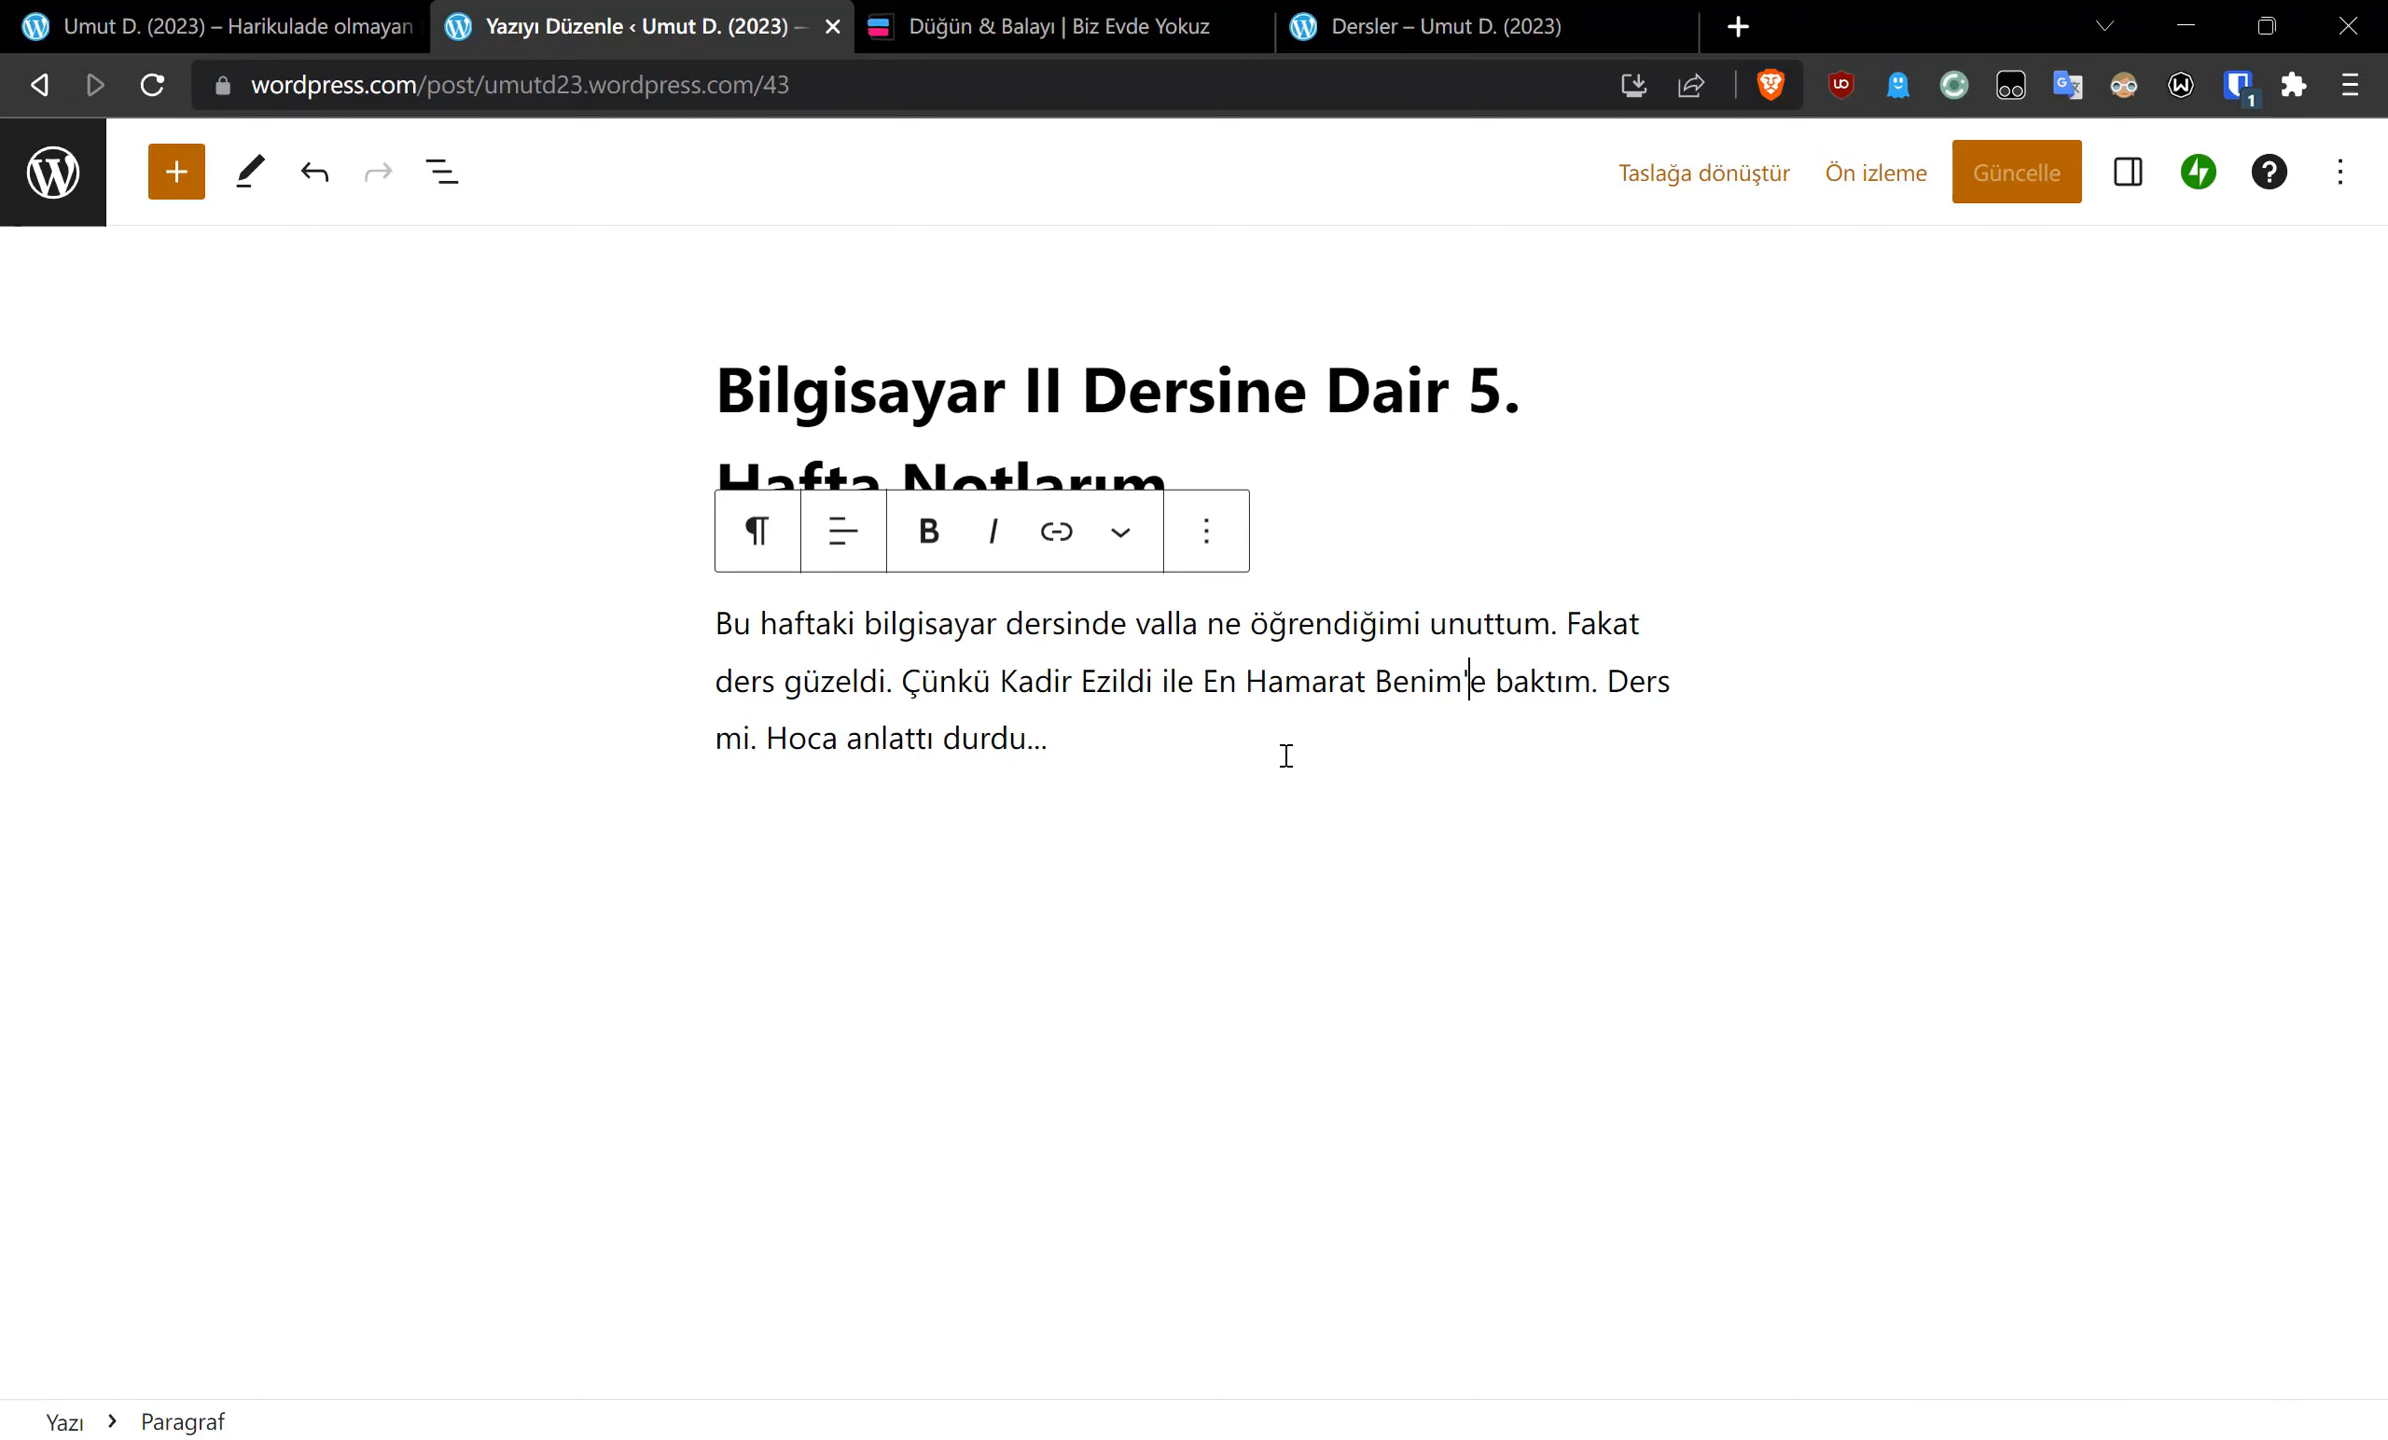 Umut D. (2023) – Harikulade olmayan
Yazıyı Düzenle ‹ Umut D. (2023) –
Düğün & Balayı | Biz Evde Yokuz
Dersler – Umut D. (2023)
wordpress.com/post/umutd23.wordpress.com/43
1
Taslağa dönüştür
Ön izleme
Güncelle
Bilgisayar II Dersine Dair 5.
Hafta Notlarım
B I
Bu haftaki bilgisayar dersinde valla ne öğrendiğimi unuttum. Fakat
ders güzeldi. Çünkü Kadir Ezildi ile En Hamarat Benim'e baktım. Ders
mi. Hoca anlattı durdu...
Yazı › Paragraf